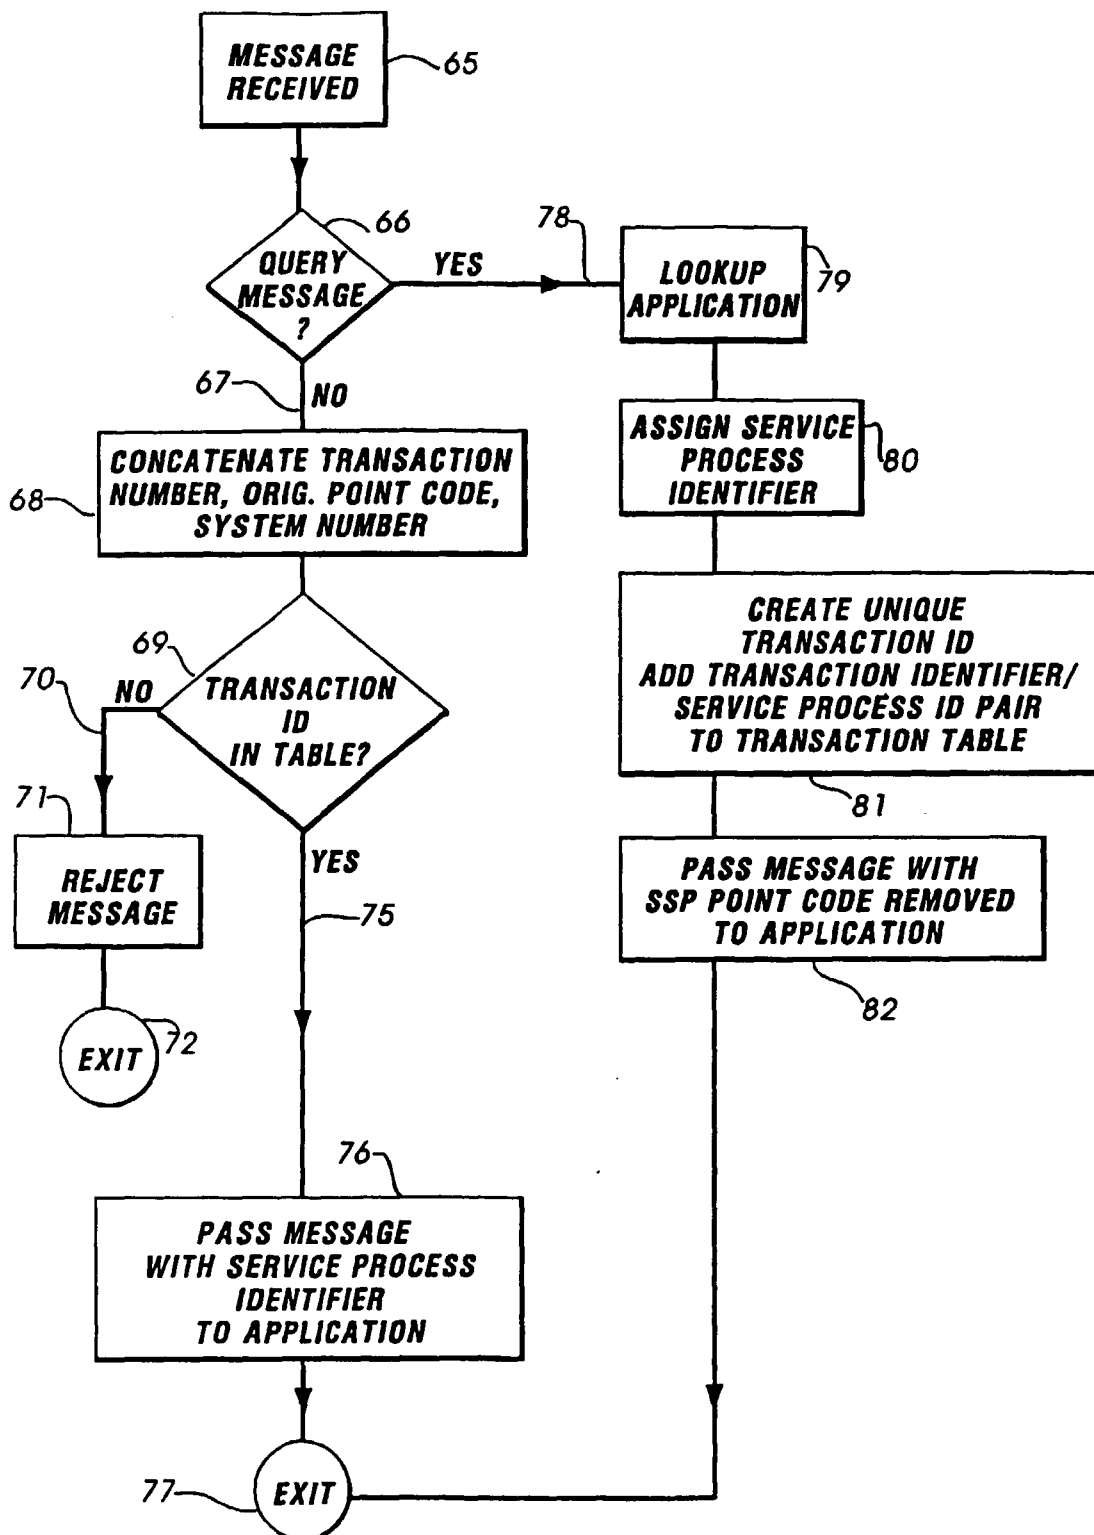 MESSAGE
RECEIVED
65
66
QUERY
MESSAGE
?
YES
78
LOOKUP
APPLICATION
79
67
NO
ASSIGN SERVICE
PROCESS
IDENTIFIER
80
68
CONCATENATE TRANSACTION
NUMBER, ORIG. POINT CODE,
SYSTEM NUMBER
CREATE UNIQUE
TRANSACTION ID
ADD TRANSACTION IDENTIFIER/
SERVICE PROCESS ID PAIR
TO TRANSACTION TABLE
81
69
TRANSACTION
ID
IN TABLE?
70
NO
71
REJECT
MESSAGE
72
EXIT
YES
75
PASS MESSAGE WITH
SSP POINT CODE REMOVED
TO APPLICATION
82
76
PASS MESSAGE
WITH SERVICE PROCESS
IDENTIFIER
TO APPLICATION
77
EXIT